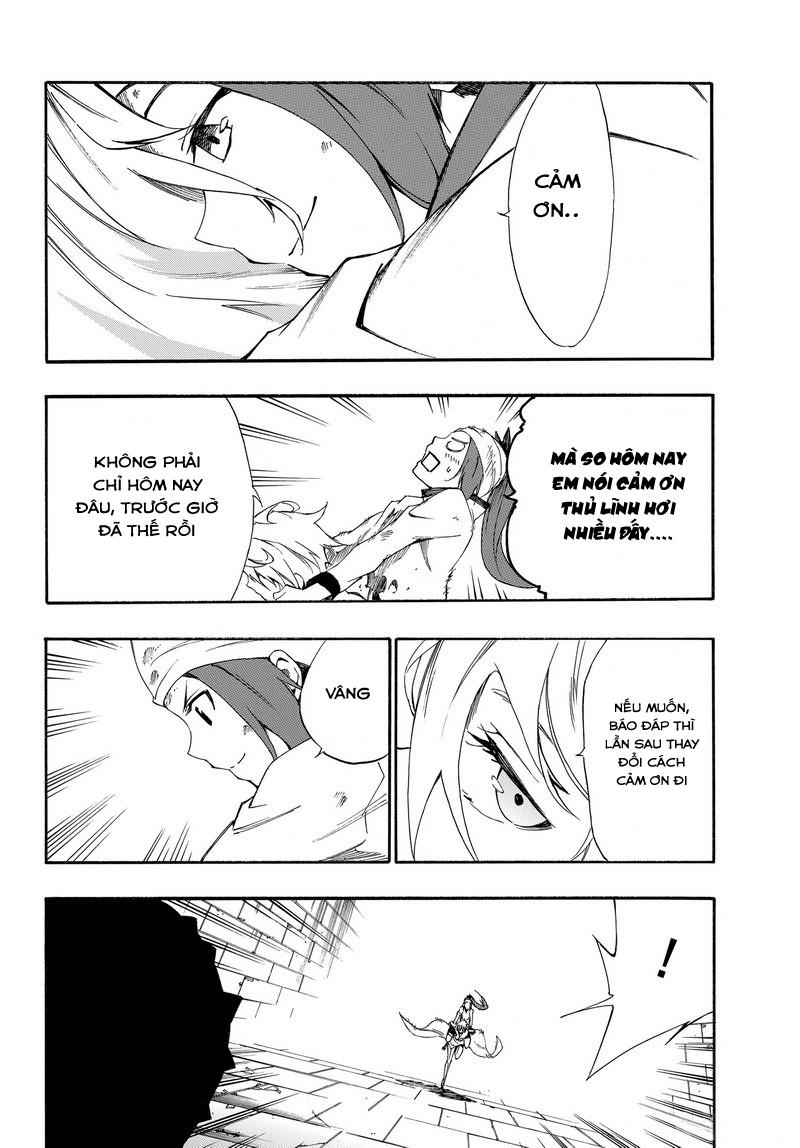 CẢM
ƠN..
MÀ SO HÔM NAY
EM NÓI CẢM ƠN
THỦ LĨNH HƠI
NHIỀU ĐẤY....
KHÔNG PHẢI
CHỈ HÔM NAY
ĐÂU, TRƯỚC GIỜ
ĐÃ THẾ RỒI
NẾU MUỐN,
BÁO ĐÁP THÌ
LẦN SAU THAY
ĐỔI CÁCH
CẢM ƠN ĐI
VÂNG
!